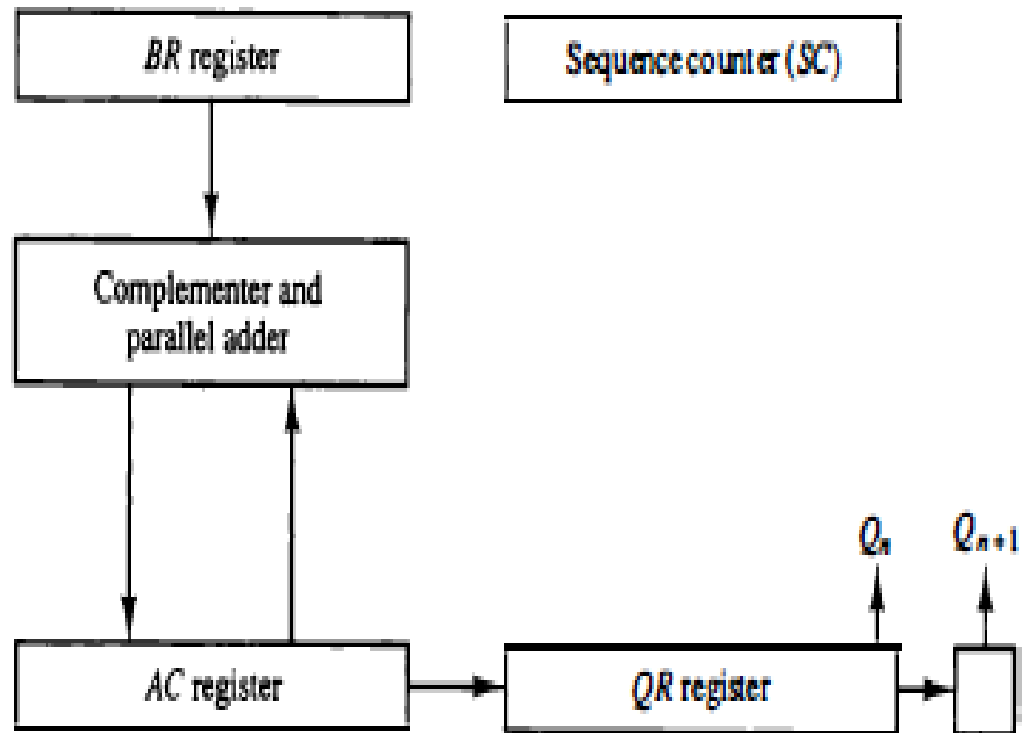 BR register
Sequence counter (SC)
Complementer and
parallel adder
Qn
Qn+1
AC register
QR register